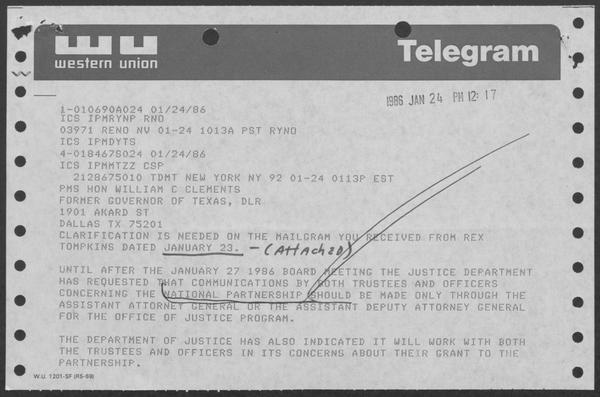 western union
Telegram
1986 JAN 24 PM 12:17
1-010690A024 01/24/86
ICS IPMRYNP RNO
03971 RENO NV 01-24 1013A PST RYNO
ICS IPMDYTS
4-018467S024 01/24/86
ICS IPMMTZZ CSP
2128675010 TDMT NEW YORK NY 92 01-24 0113P EST
PMS HON WILLIAM C CLEMENTS
FORMER GOVERNOR OF TEXAS, DLR
1901 AKARD ST
DALLAS TX 75201
CLARIFICATION IS NEEDED ON THE MAILGRAM YOU RECEIVED FROM REX
TOMPKINS DATED JANUARY 23. - (AttAchED)
UNTIL AFTER THE JANUARY 27 1986 BOARD MEETING THE JUSTICE DEPARTMENT
HAS REQUESTED THAT COMMUNICATIONS BY BOTH TRUSTEES AND OFFICERS
CONCERNING THE NATIONAL PARTNERSHIP SHOULD BE MADE ONLY THROUGH THE
ASSISTANT ATTORNEY GENERAL OR THE ASSISTANT DEPUTY ATTORNEY GENERAL
FOR THE OFFICE OF JUSTICE PROGRAM.
THE DEPARTMENT OF JUSTICE HAS ALSO INDICATED IT WILL WORK WITH BOTH
THE TRUSTEES AND OFFICERS IN ITS CONCERNS ABOUT THEIR GRANT TO THE
PARTNERSHIP.
W.U. 1201-SF (R5-69)